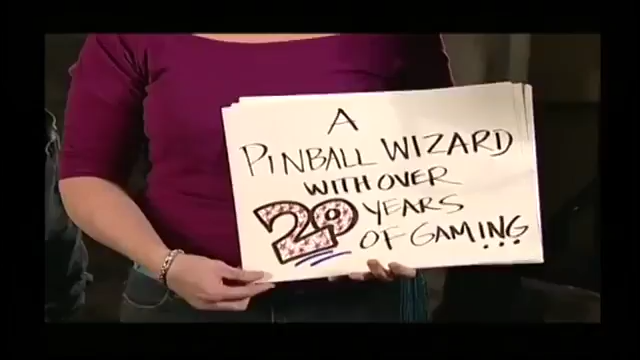 A
PINBALL WIZARD
WITH OVER
20 YEARS
OF GAMING...